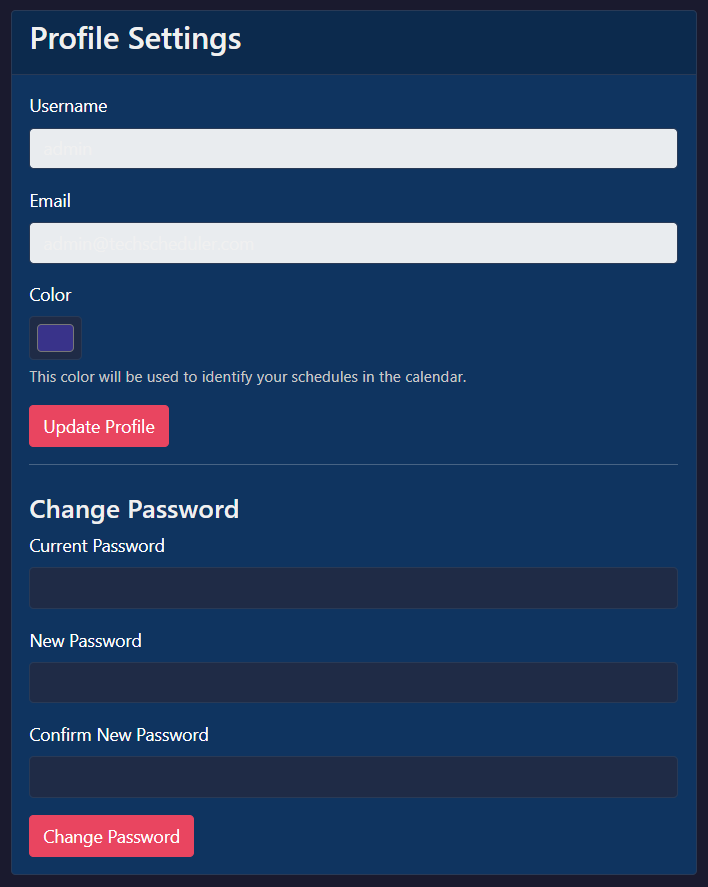 Profile Settings
Username
admin
Email
admin@techscheduler.com
Color
This color will be used to identify your schedules in the calendar.
Update Profile
Change Password
Current Password
New Password
Confirm New Password
Change Password